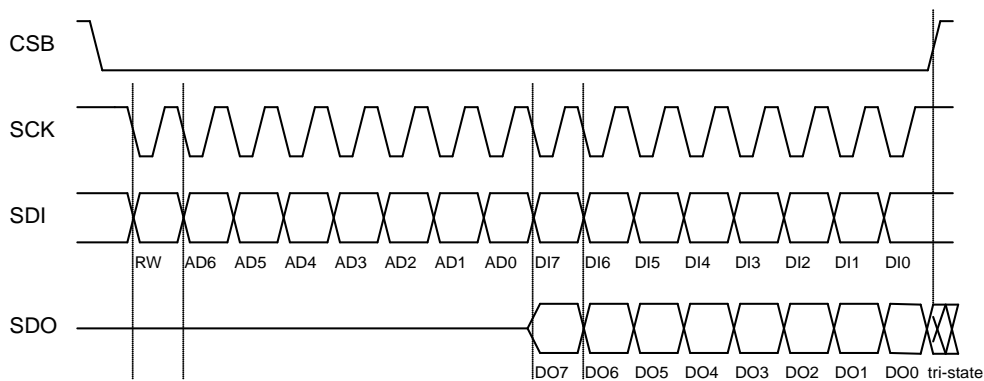 CSB
SCK
SDI
RW AD6 AD5 AD4 AD3 AD2 AD1 AD0 DI7 DI6 DI5 DI4 DI3 DI2 DI1 DI0
SDO
DO7 DO6 DO5 DO4 DO3 DO2 DO1 DO0 tri-state